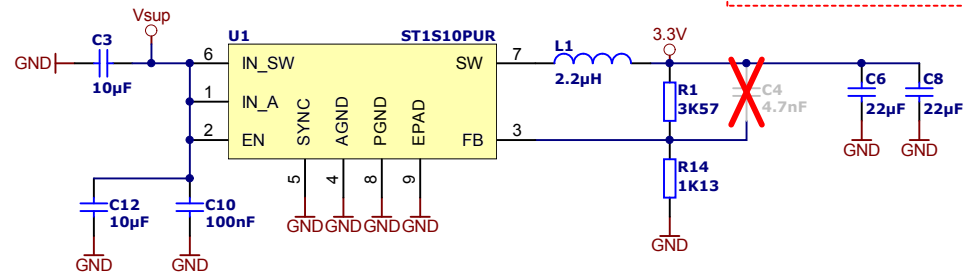 Vsup
3.3V
C3
GND
10µF
U1
ST1S10PUR
6
IN_SW
SW
7
L1
2.2µH
1
IN_A
2
EN
SYNC
AGND
PGND
EPAD
FB
3
5
4
8
9
GND
GND
GND
GND
R1
3K57
C4
4.7nF
C6
22µF
C8
22µF
GND
GND
R14
1K13
GND
C12
10µF
C10
100nF
GND
GND